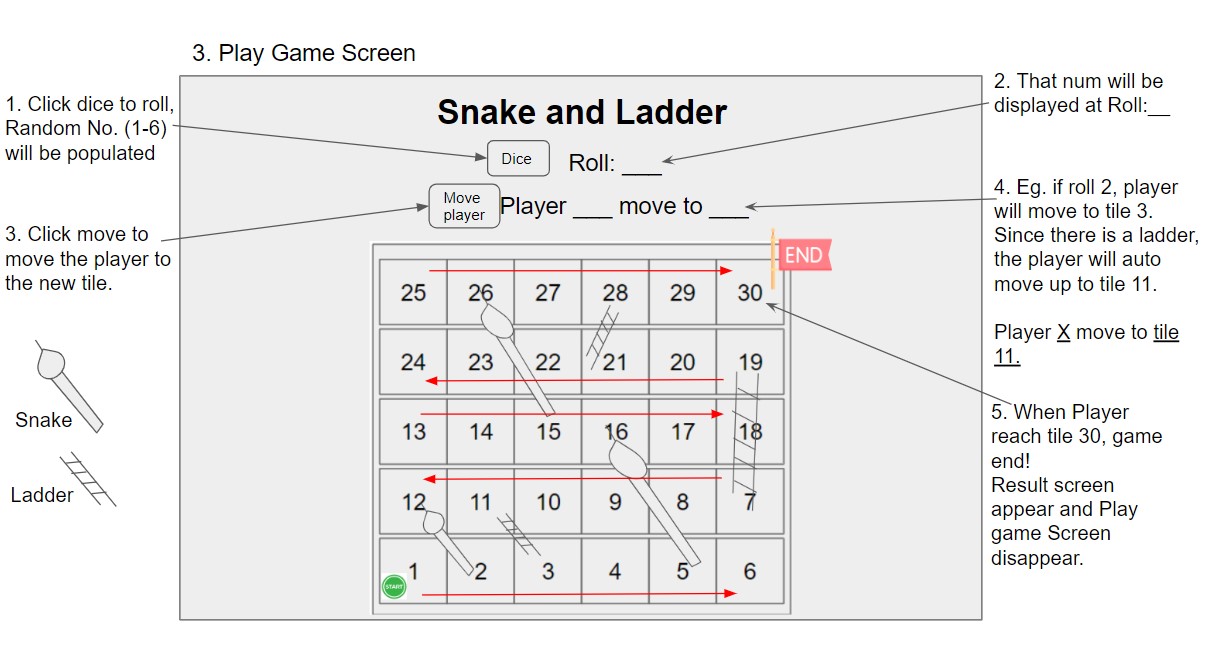 3. Play Game Screen
1. Click dice to roll,
Random No. (1-6)
will be populated
Snake and Ladder
2. That num will be
displayed at Roll:__
Dice
Roll: ___
Move
player
Player ___ move to ___
3. Click move to
move the player to
the new tile.
4. Eg. if roll 2, player
will move to tile 3.
Since there is a ladder,
the player will auto
move up to tile 11.
Player X move to tile
11.
END
25 26 27 28 29 30
24 23 22 21 20 19
13 14 15 16 17 18
12 11 10 9 8 7
1 2 3 4 5 6
START
Snake
Ladder
5. When Player
reach tile 30, game
end!
Result screen
appear and Play
game Screen
disappear.